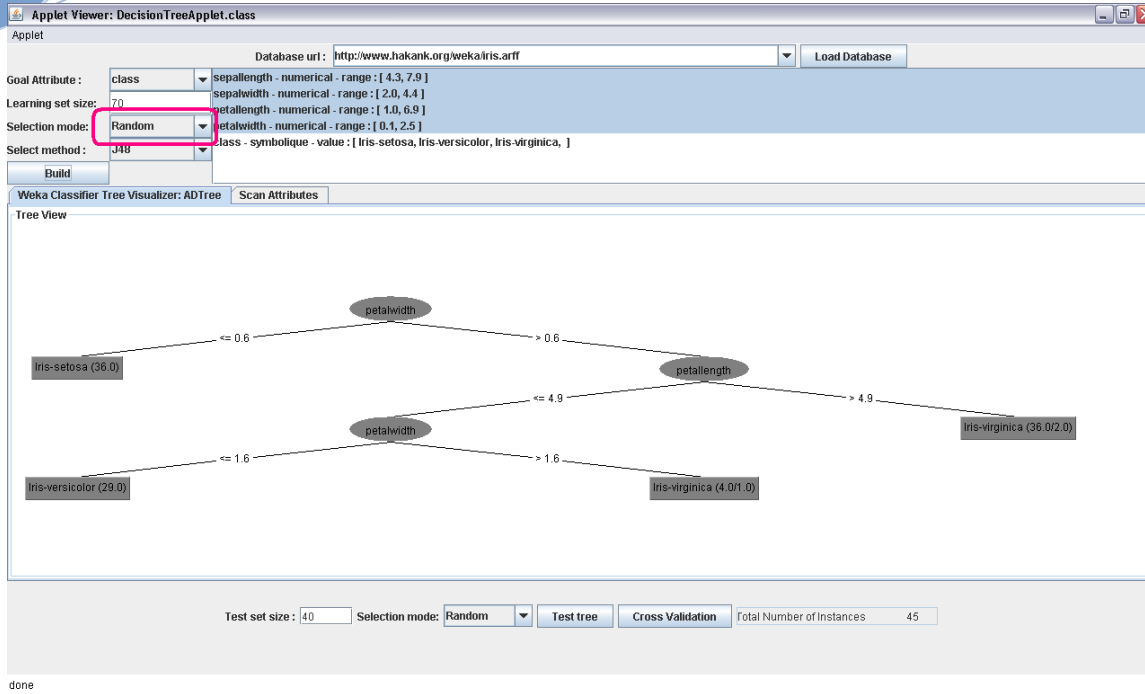 Applet Viewer: DecisionTreeApplet.class
Applet
Database url : http://www.hakank.org/weka/iris.arff Load Database
Goal Attribute : class
Learning set size: 70
Selection mode: Random
Select method : J48
Build
sepallength - numerical - range : [ 4.3, 7.9 ]
sepalwidth - numerical - range : [ 2.0, 4.4 ]
petallength - numerical - range : [ 1.0, 6.9 ]
petalwidth - numerical - range : [ 0.1, 2.5 ]
class - symbolique - value : [ Iris-setosa, Iris-versicolor, Iris-virginica, ]
Weka Classifier Tree Visualizer: ADTree Scan Attributes
Tree View
petalwidth
<= 0.6 > 0.6
Iris-setosa (36.0) petallength
<= 4.9 > 4.9
petalwidth Iris-virginica (36.0/2.0)
<= 1.6 > 1.6
Iris-versicolor (29.0) Iris-virginica (4.0/1.0)
Test set size : 40 Selection mode: Random Test tree Cross Validation Total Number of Instances 45
done